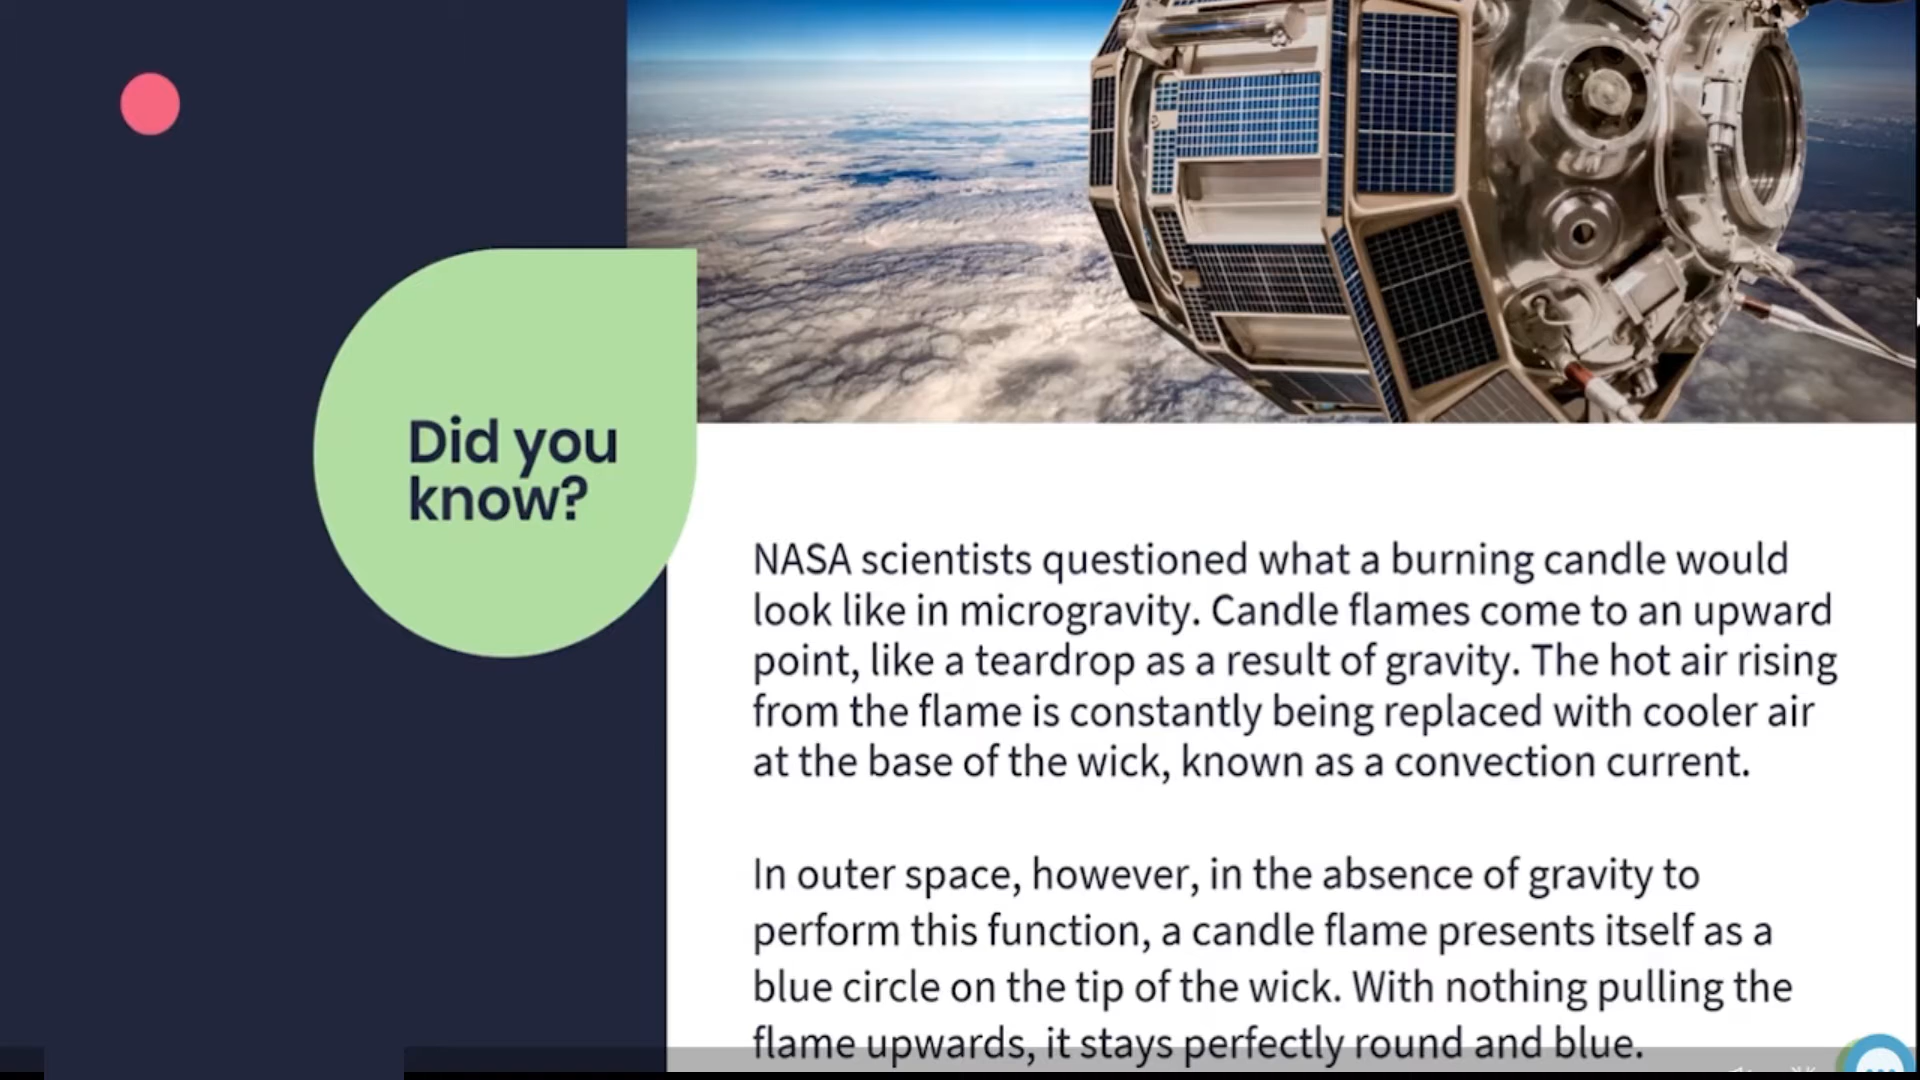 Did you
know?
NASA scientists questioned what a burning candle would
look like in microgravity. Candle flames come to an upward
point, like a teardrop as a result of gravity. The hot air rising
from the flame is constantly being replaced with cooler air
at the base of the wick, known as a convection current.
In outer space, however, in the absence of gravity to
perform this function, a candle flame presents itself as a
blue circle on the tip of the wick. With nothing pulling the
flame upwards, it stays perfectly round and blue.